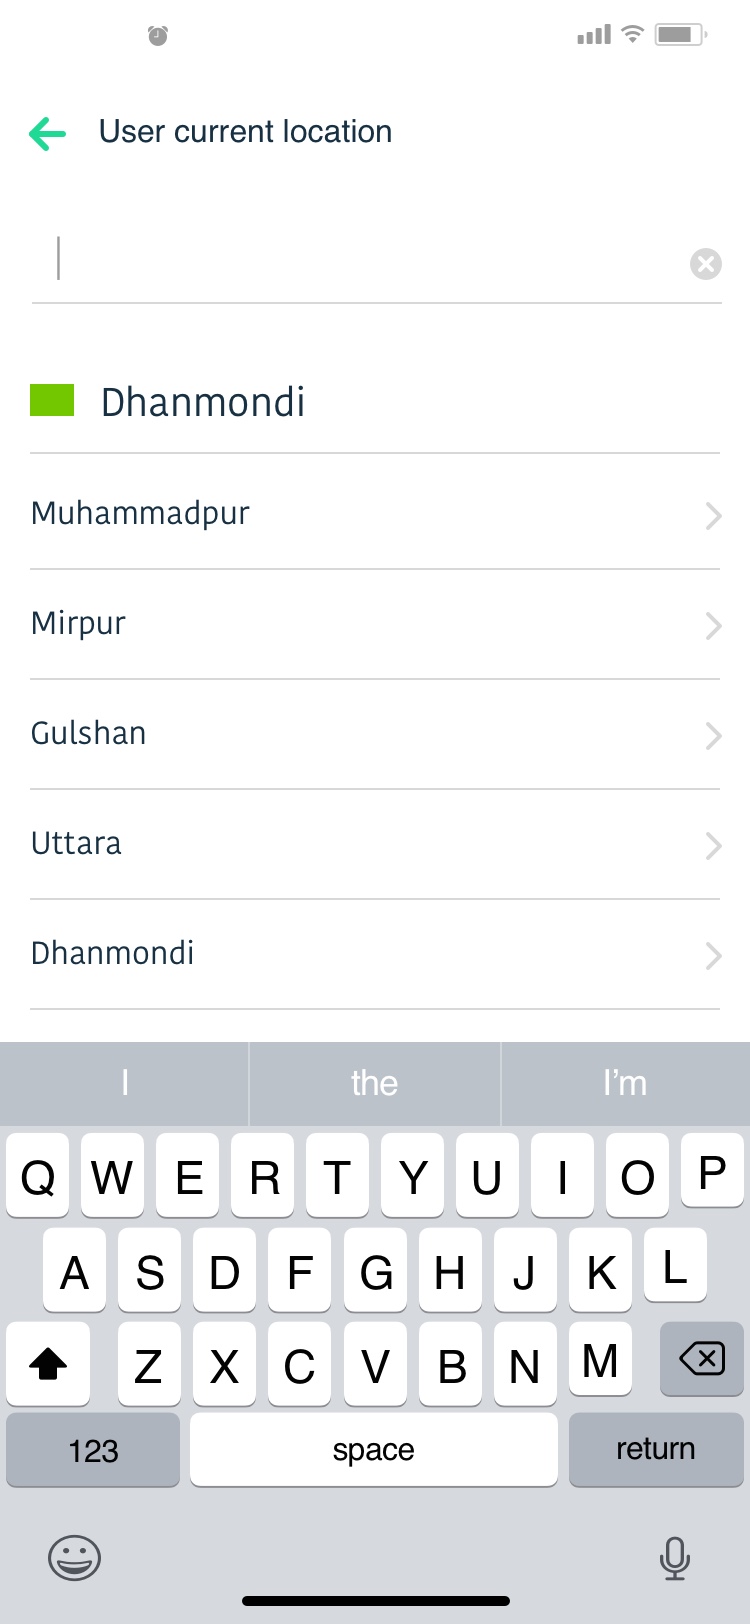 User current location
Dhanmondi
Muhammadpur
Mirpur
Gulshan
Uttara
Dhanmondi
I the I'm
Q W E R T Y U I O P
A S D F G H J K L
Z X C V B N M
123 space return